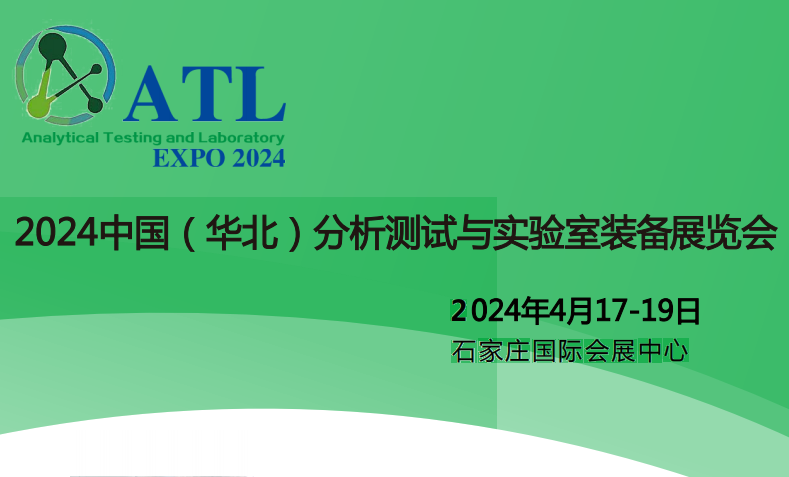 ATL
Analytical Testing and Laboratory
EXPO 2024
2024中国（华北）分析测试与实验室装备展览会
2024年4月17-19日
石家庄国际会展中心